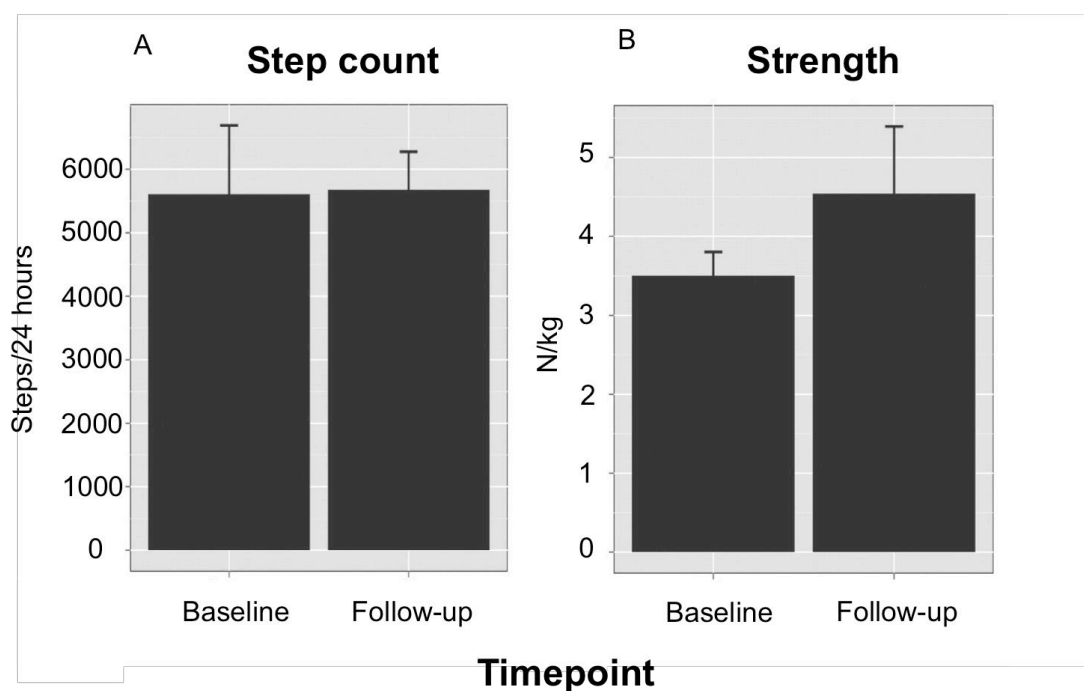 A
Step count
Steps/24 hours
6000
5000
4000
3000
2000
1000
0
Baseline Follow-up
B
Strength
N/kg
5
4
3
2
1
0
Baseline Follow-up
Timepoint